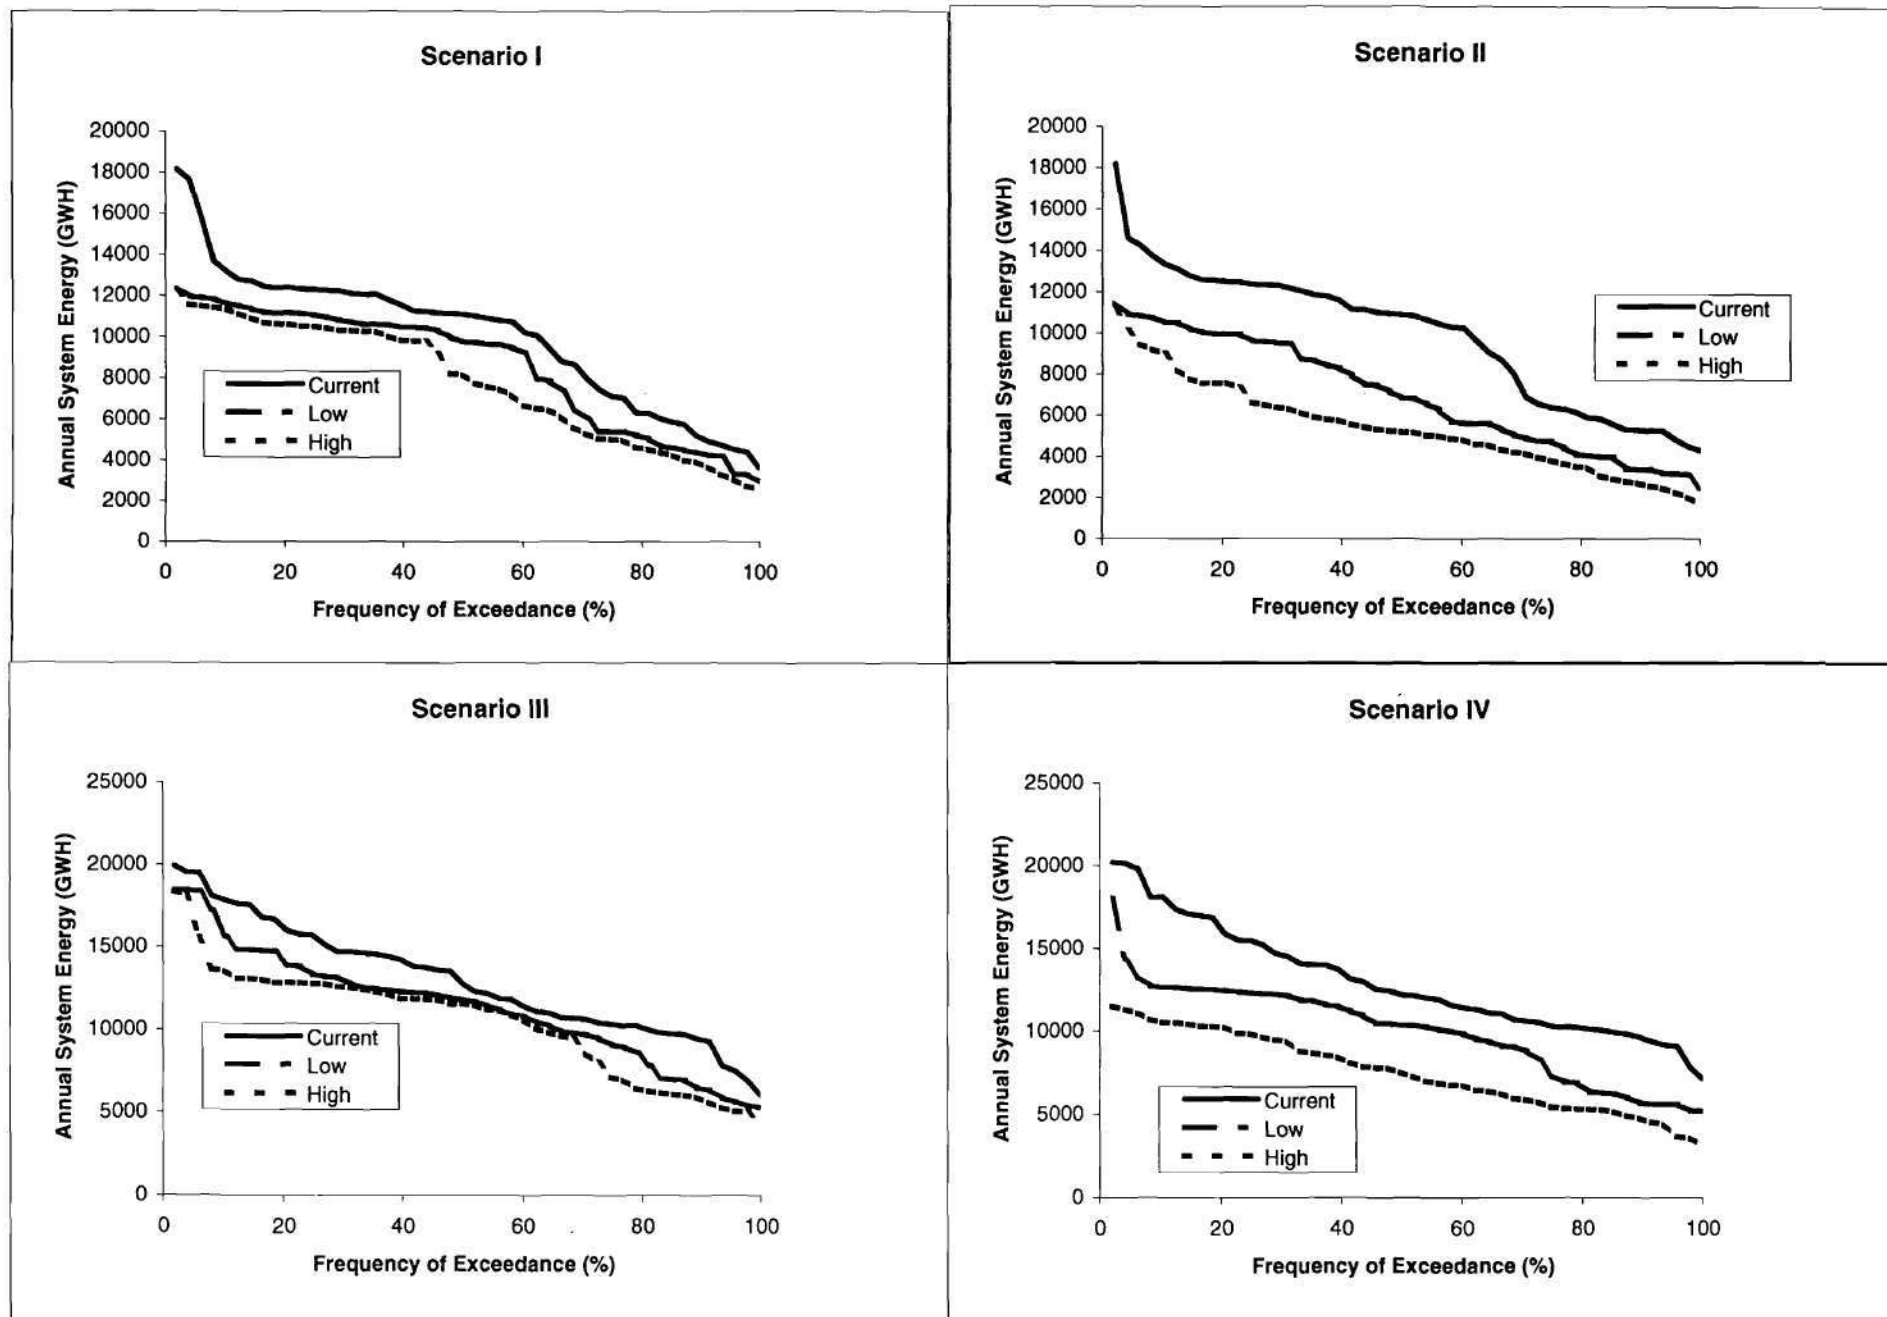 Scenario I
20000
18000
16000
14000
12000
10000
8000
6000
4000
2000
0
Annual System Energy (GWH)
Current
Low
High
0 20 40 60 80 100
Frequency of Exceedance (%)
Scenario II
20000
18000
16000
14000
12000
10000
8000
6000
4000
2000
0
Annual System Energy (GWH)
Current
Low
High
0 20 40 60 80 100
Frequency of Exceedance (%)
Scenario III
25000
20000
15000
10000
5000
0
Annual System Energy (GWH)
Current
Low
High
0 20 40 60 80 100
Frequency of Exceedance (%)
Scenario IV
25000
20000
15000
10000
5000
0
Annual System Energy (GWH)
Current
Low
High
0 20 40 60 80 100
Frequency of Exceedance (%)